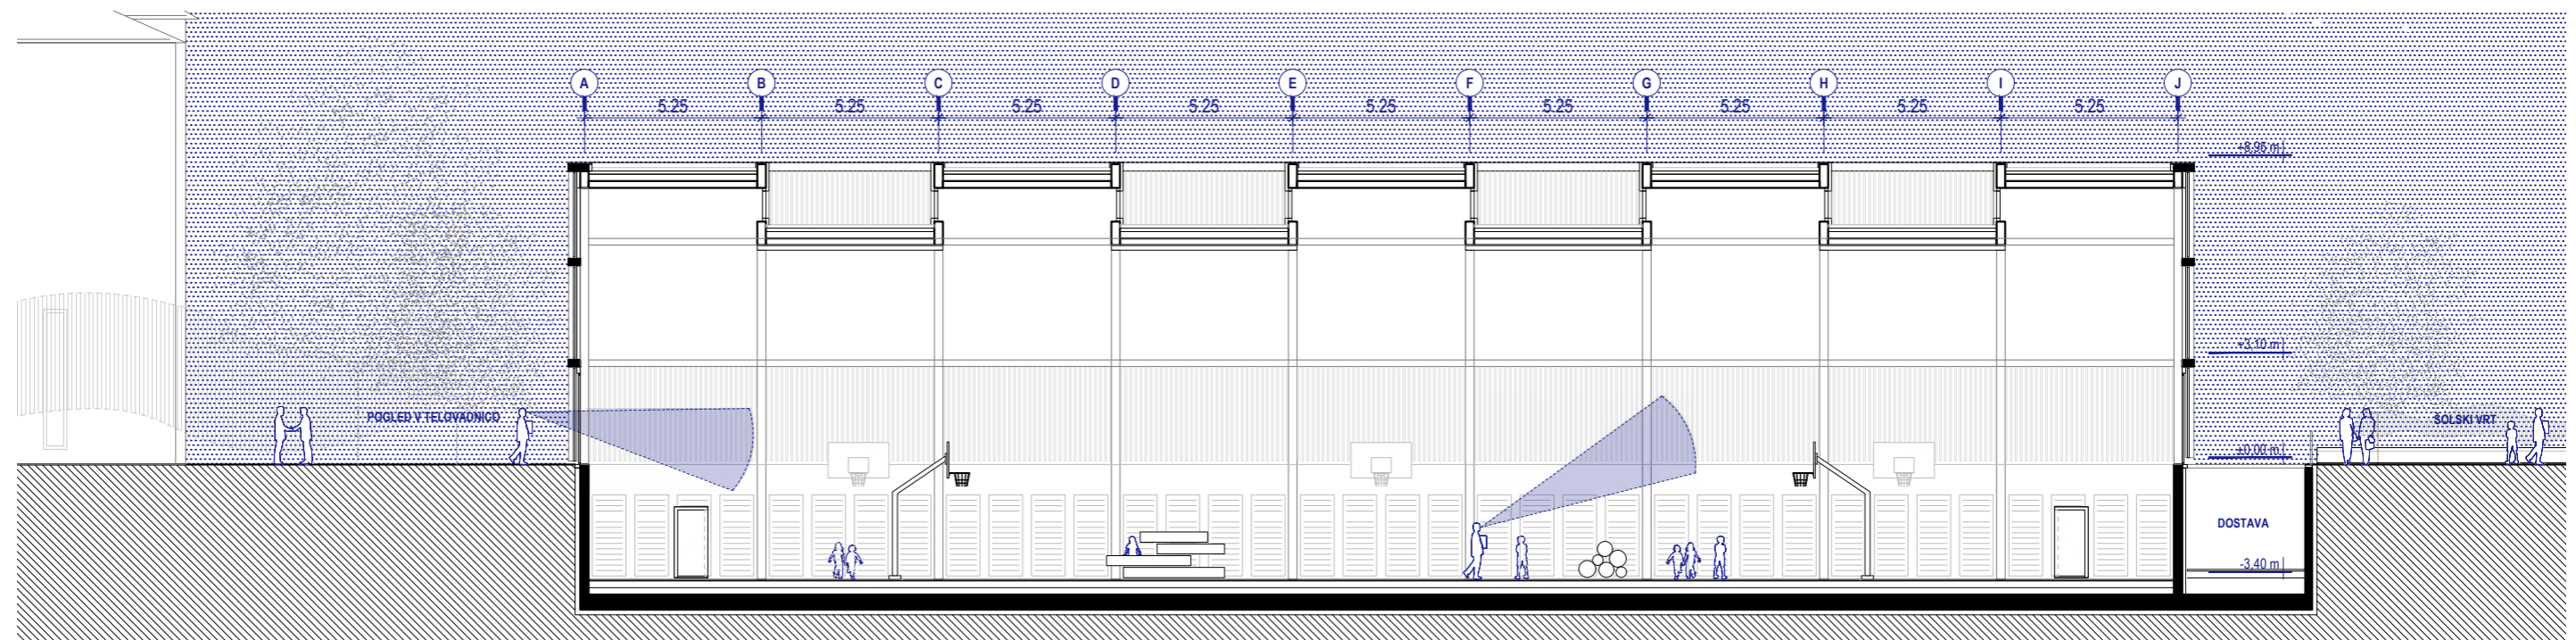 A B C D E F G H I J
5.25 5.25 5.25 5.25 5.25 5.25 5.25 5.25 5.25
+8,95 m
+3,10 m
POGLED V TELOVADNICO
ŠOLSKI VRT
±0,00 m
DOSTAVA
-3,40 m